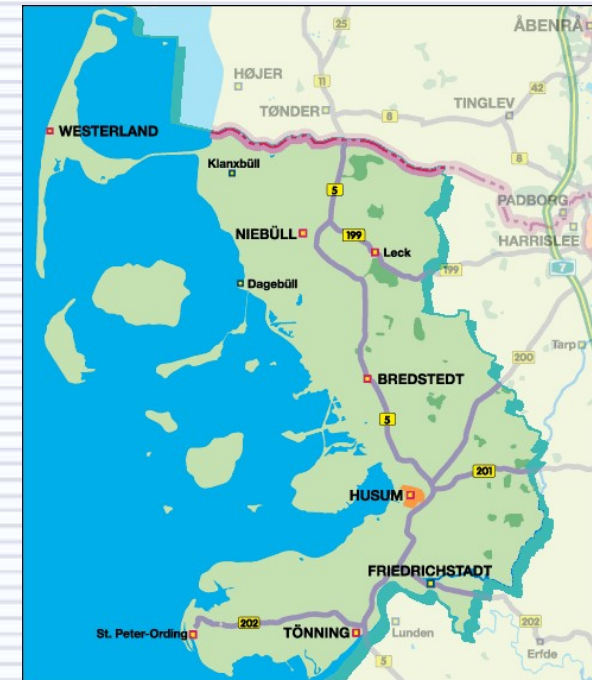 25
ÅBENRÅ
HØJER
11
42
TØNDER
TINGLEV
8
WESTERLAND
8
Klanxbüll
5
PADBORG
NIEBÜLL
199
HARRISLEE
Leck
199
7
Dagebüll
Tarp
200
BREDSTEDT
5
201
HUSUM
FRIEDRICHSTADT
202
St. Peter-Ording
TÖNNING
Lunden
202
Erfde
5